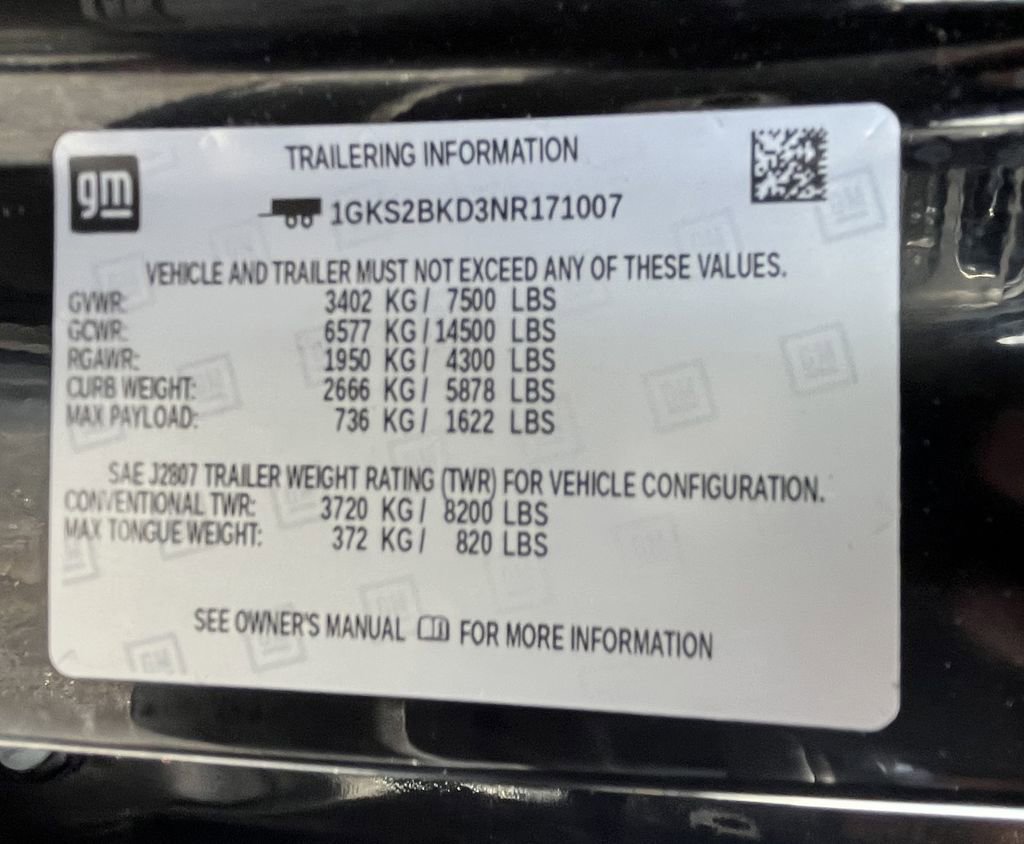 gm
TRAILERING INFORMATION
1GKS2BKD3NR171007
VEHICLE AND TRAILER MUST NOT EXCEED ANY OF THESE VALUES.
GVWR: 3402 KG/ 7500 LBS
GCWR: 6577 KG/14500 LBS
RGAWR: 1950 KG/ 4300 LBS
CURB WEIGHT: 2666 KG/ 5878 LBS
MAX PAYLOAD: 736 KG/ 1622 LBS
SAE J2807 TRAILER WEIGHT RATING (TWR) FOR VEHICLE CONFIGURATION.
CONVENTIONAL TWR: 3720 KG/ 8200 LBS
MAX TONGUE WEIGHT: 372 KG/ 820 LBS
SEE OWNER'S MANUAL FOR MORE INFORMATION